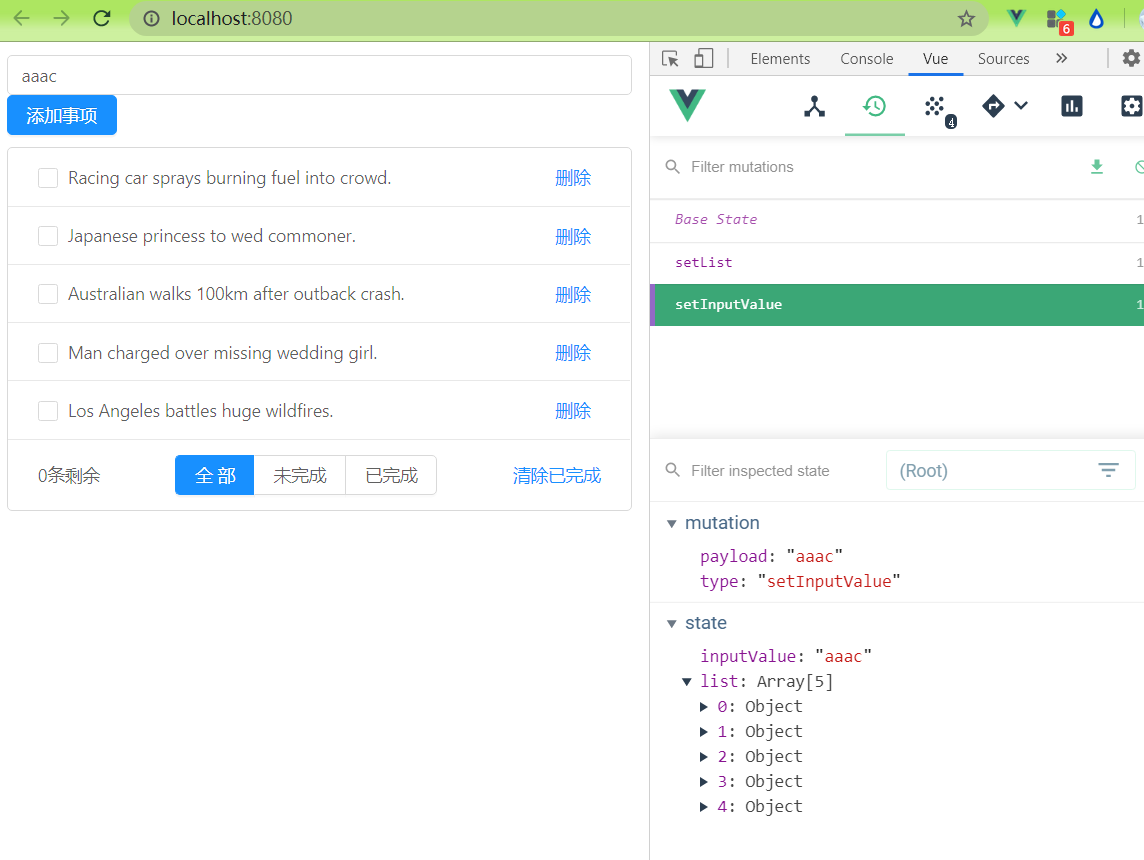 localhost:8080
6
aaac
添加事项
Racing car sprays burning fuel into crowd.
删除
Japanese princess to wed commoner.
删除
Australian walks 100km after outback crash.
删除
Man charged over missing wedding girl.
删除
Los Angeles battles huge wildfires.
删除
0条剩余
全 部
未完成
已完成
清除已完成
Elements
Console
Vue
Sources
4
Filter mutations
Base State
1
setList
1
setInputValue
1
Filter inspected state
(Root)
mutation
payload: "aaac"
type: "setInputValue"
state
inputValue: "aaac"
list: Array[5]
0: Object
1: Object
2: Object
3: Object
4: Object